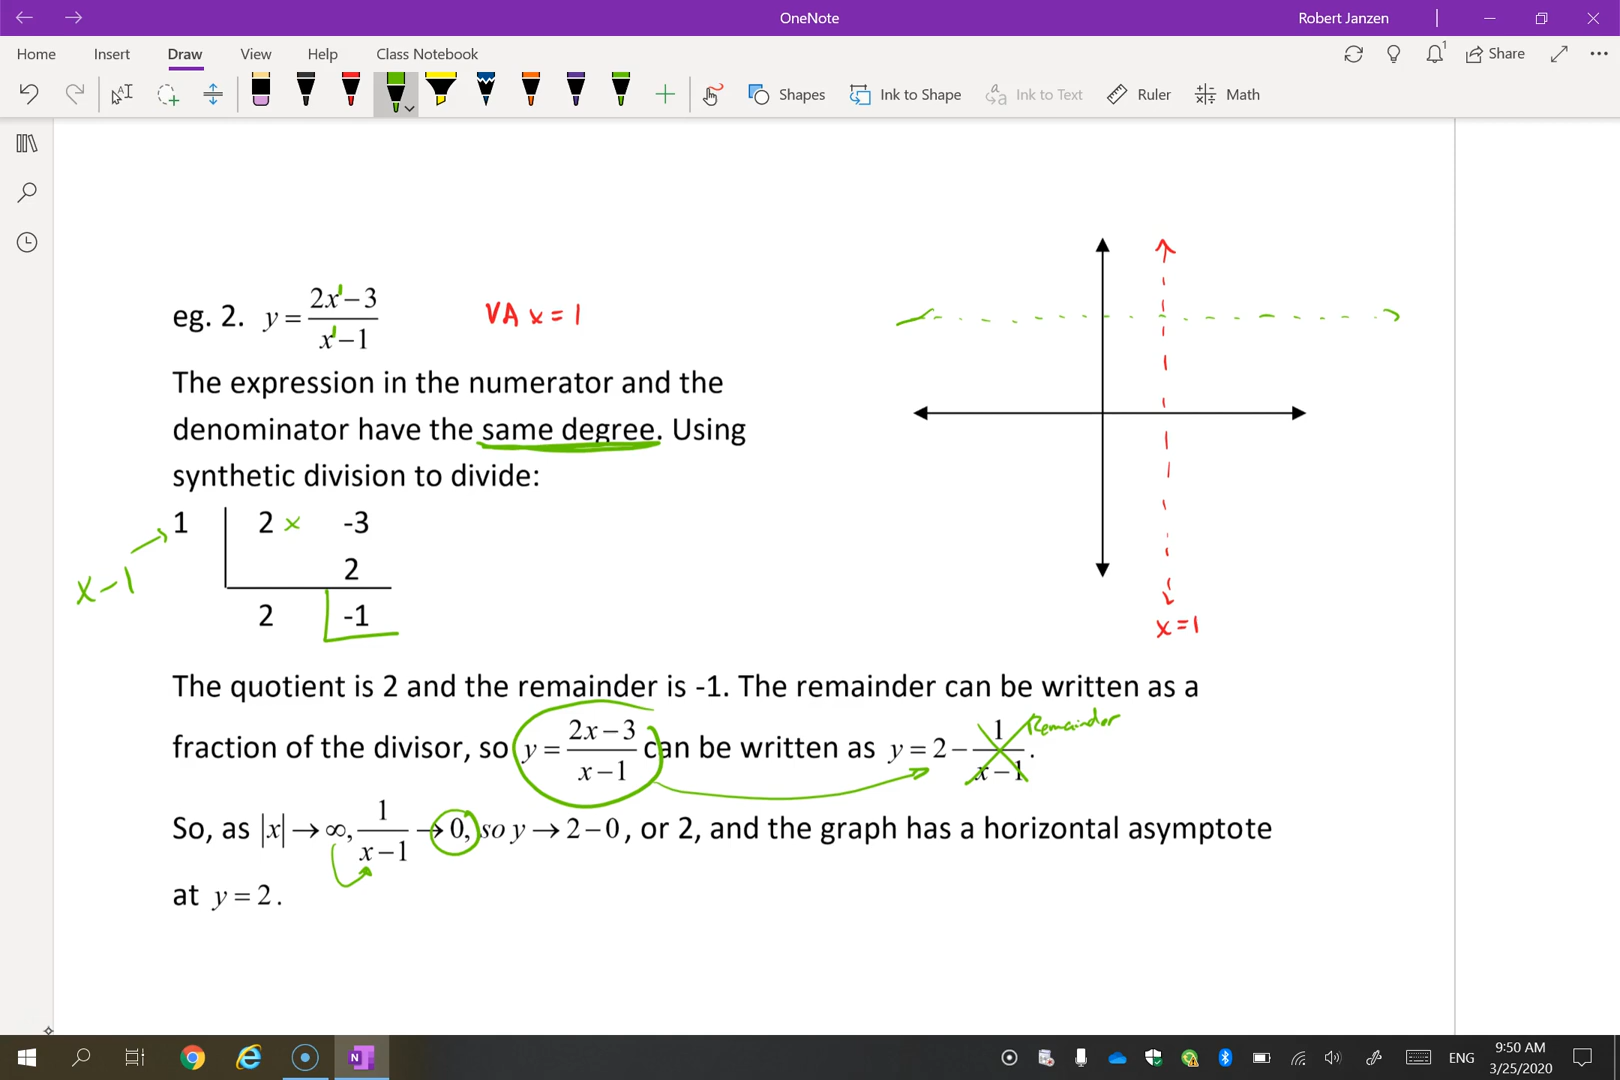 OneNote
Robert Janzen
Home Insert Draw View Help Class Notebook
1
Share
Shapes Ink to Shape Ink to Text Ruler Math
eg. 2. y = (2x¹ − 3)/(x¹ − 1)
VA x = 1
The expression in the numerator and the
denominator have the same degree. Using
synthetic division to divide:
1 2 x -3
x−1
2
2 -1
x=1
The quotient is 2 and the remainder is -1. The remainder can be written as a
Remainder
fraction of the divisor, so y = (2x−3)/(x−1) can be written as y = 2 − 1/(x−1).
So, as |x| → ∞, 1/(x−1) → 0, so y → 2 − 0, or 2, and the graph has a horizontal asymptote
at y = 2.
ENG
9:50 AM
3/25/2020